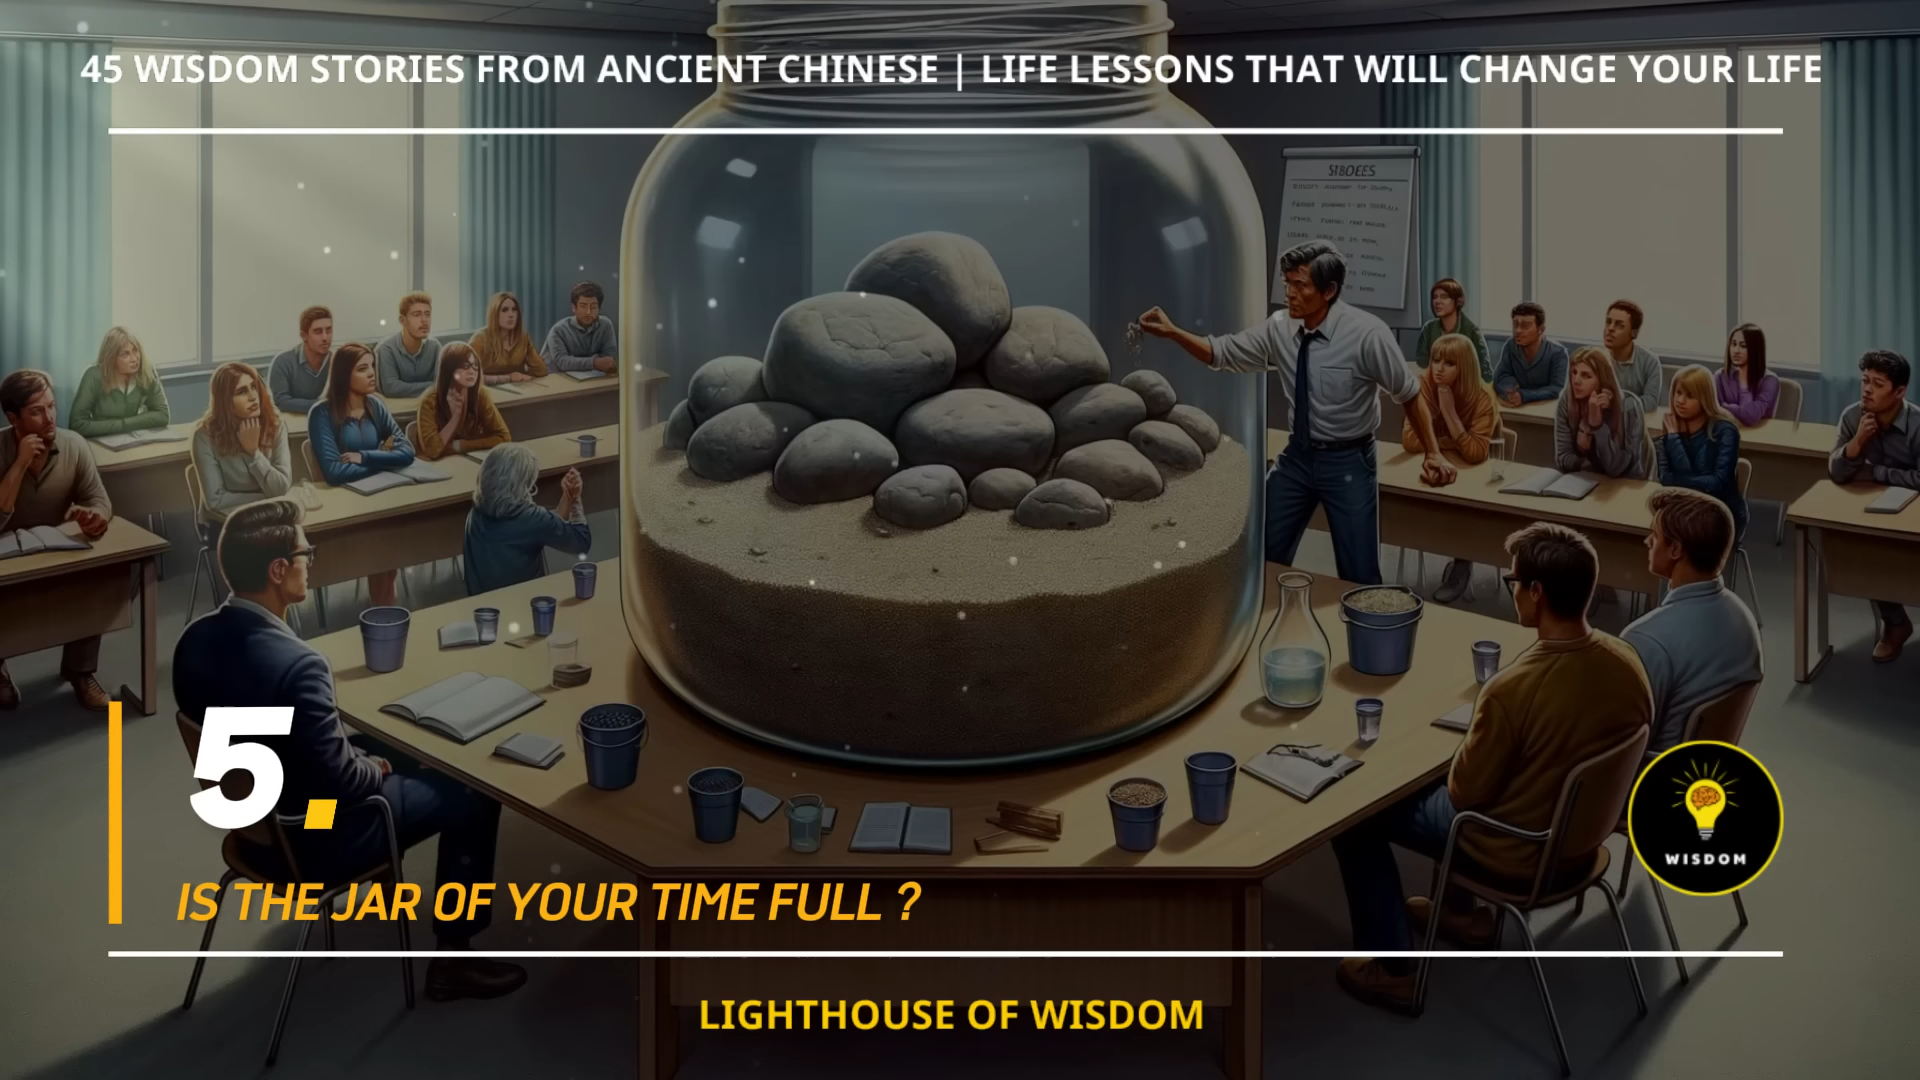 45 WISDOM STORIES FROM ANCIENT CHINESE | LIFE LESSONS THAT WILL CHANGE YOUR LIFE
SIBOEES
5.
WISDOM
IS THE JAR OF YOUR TIME FULL ?
LIGHTHOUSE OF WISDOM